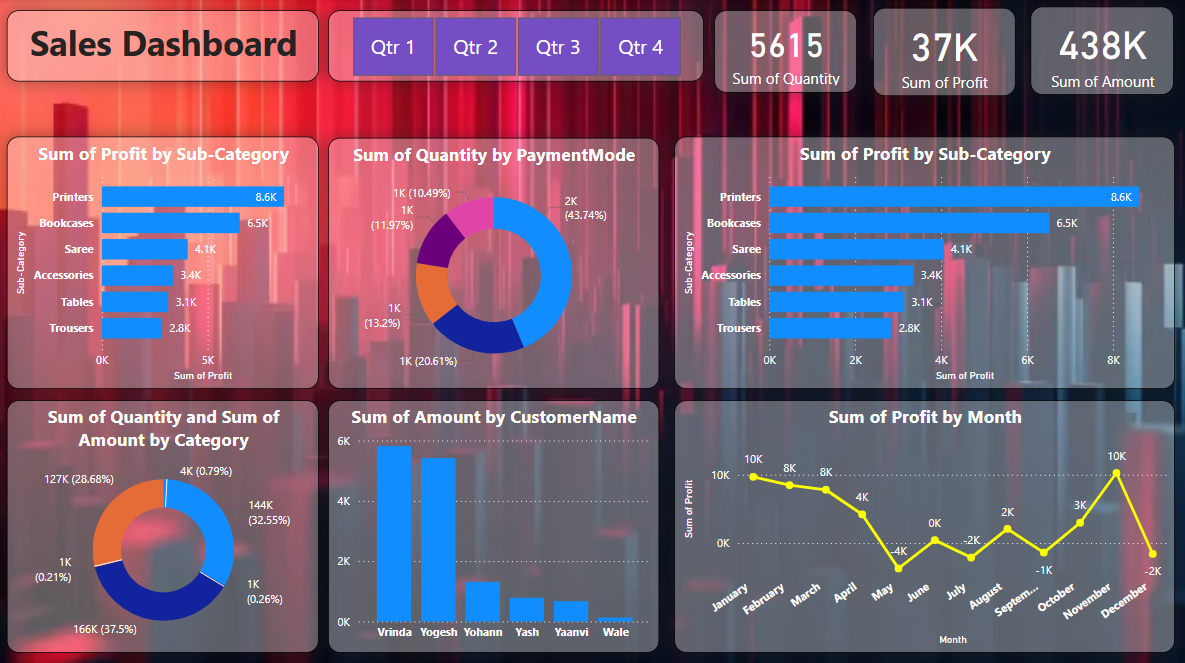 Sales Dashboard
Qtr 1
Qtr 2
Qtr 3
Qtr 4
5615
Sum of Quantity
37K
Sum of Profit
438K
Sum of Amount
Sum of Profit by Sub-Category
Sub-Category
Printers
8.6K
Bookcases
6.5K
Saree
4.1K
Accessories
3.4K
Tables
3.1K
Trousers
2.8K
0K
5K
Sum of Profit
Sum of Quantity by PaymentMode
1K (10.49%)
2K
(43.74%)
1K
(11.97%)
1K
(13.2%)
1K (20.61%)
Sum of Profit by Sub-Category
Sub-Category
Printers
8.6K
Bookcases
6.5K
Saree
4.1K
Accessories
3.4K
Tables
3.1K
Trousers
2.8K
0K
2K
4K
6K
8K
Sum of Profit
Sum of Quantity and Sum of
Amount by Category
4K (0.79%)
127K (28.68%)
144K
(32.55%)
1K
(0.21%)
1K
(0.26%)
166K (37.5%)
Sum of Amount by CustomerName
6K
4K
2K
0K
Vrinda
Yogesh
Yohann
Yash
Yaanvi
Wale
Sum of Profit by Month
Sum of Profit
10K
0K
10K
8K
8K
4K
-4K
0K
-2K
2K
-1K
3K
10K
-2K
January
February
March
April
May
June
July
August
Septem...
October
November
December
Month